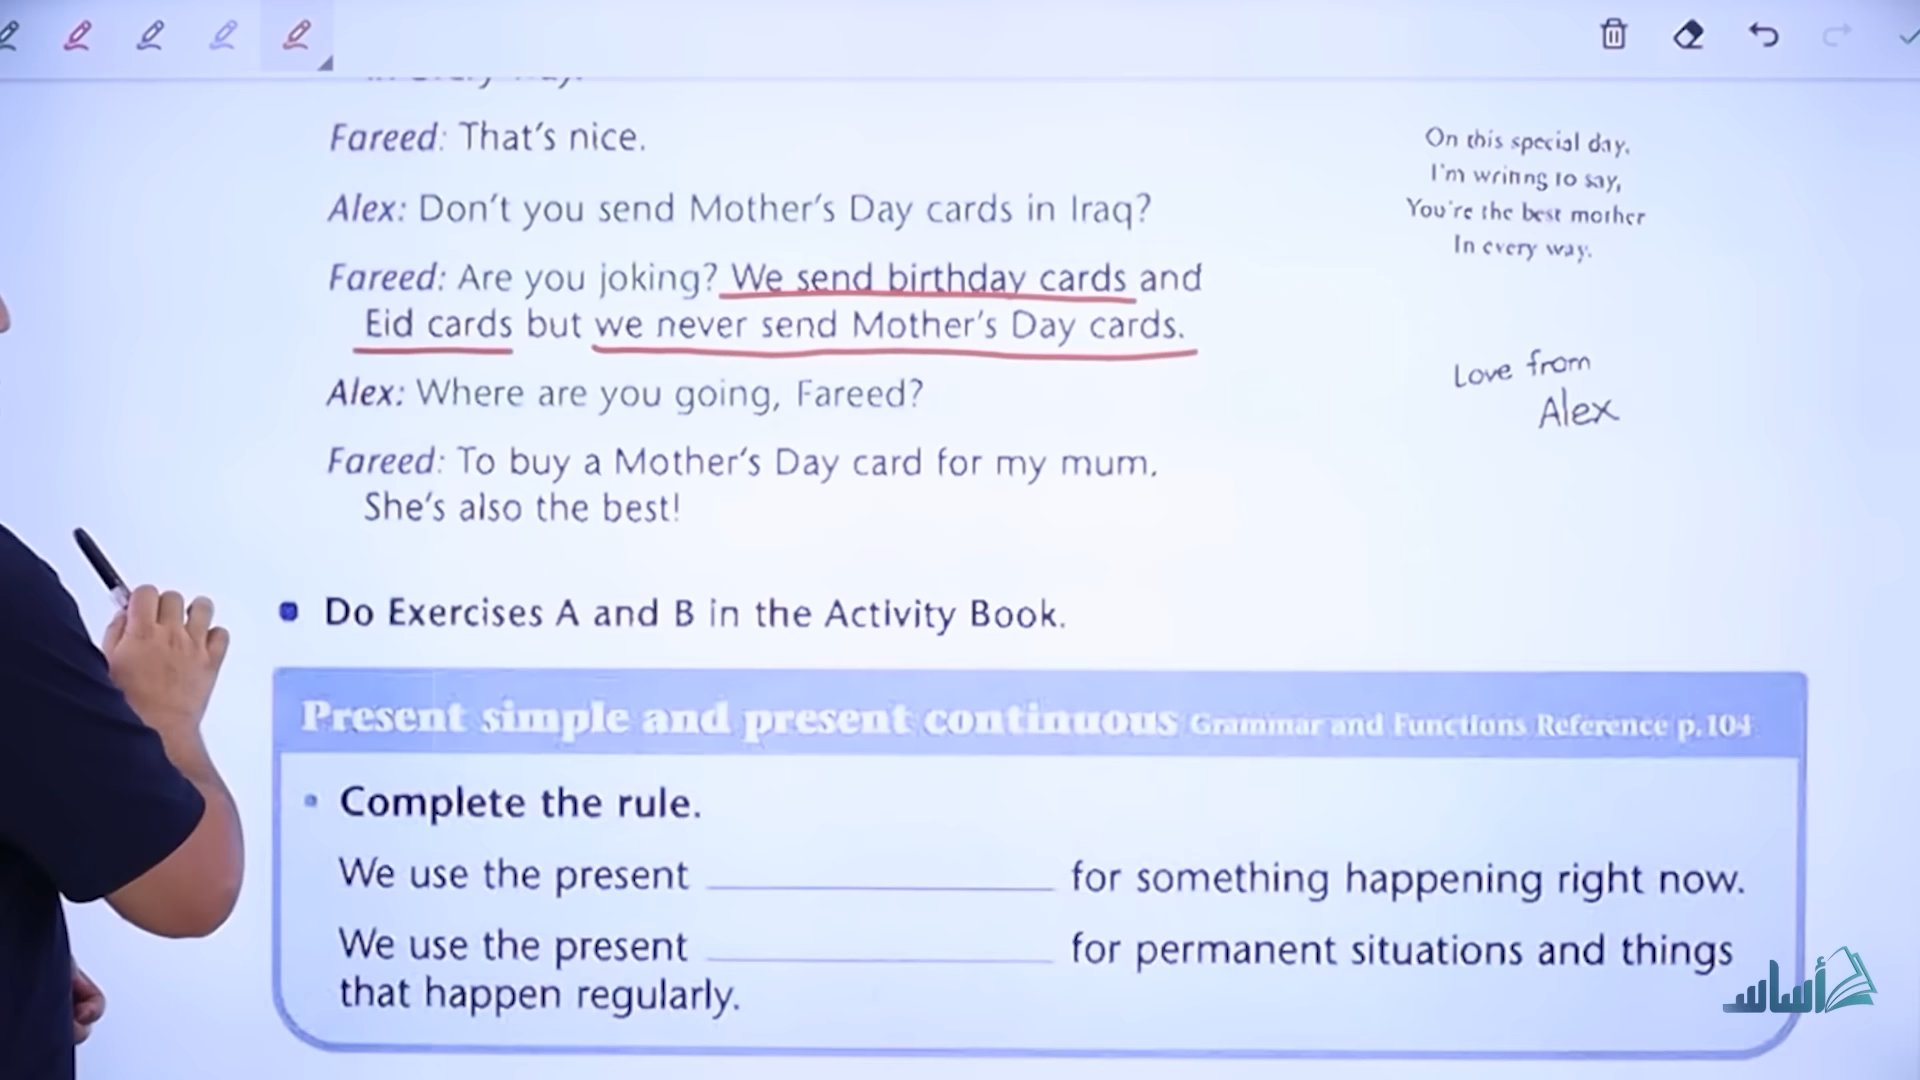 Fareed: That's nice.
Alex: Don't you send Mother's Day cards in Iraq?
Fareed: Are you joking? We send birthday cards and
Eid cards but we never send Mother's Day cards.
Alex: Where are you going, Fareed?
Fareed: To buy a Mother's Day card for my mum.
She's also the best!
On this special day,
I'm writing to say,
You're the best mother
In every way.
Love from
Alex
Do Exercises A and B in the Activity Book.
Present simple and present continuous Grammar and Functions Reference p.104
Complete the rule.
We use the present ____________ for something happening right now.
We use the present ____________ for permanent situations and things
that happen regularly.
أساس